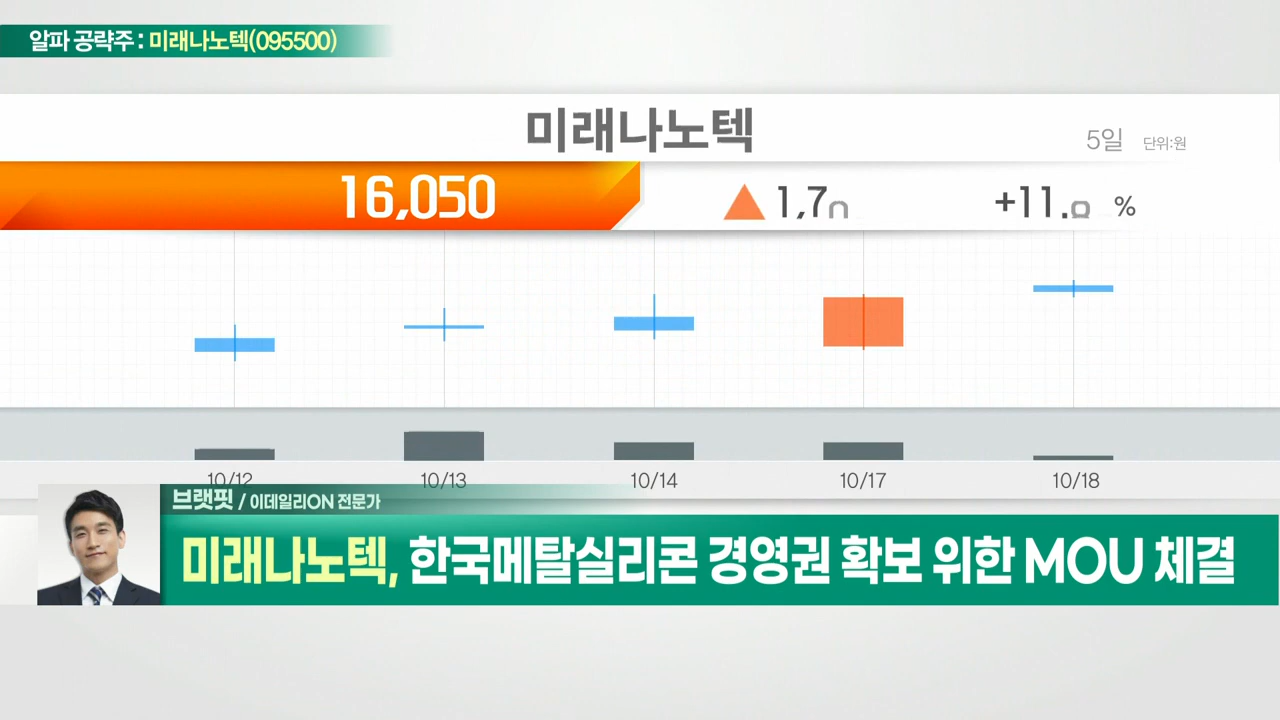 알파 공략주 : 미래나노텍(095500)
미래나노텍
5일 단위:원
16,050 ▲ %
10/12 10/13 10/14 10/17 10/18
브랫핏 / 이데일리ON 전문가
미래나노텍, 한국메탈실리콘 경영권 확보 위한 MOU 체결